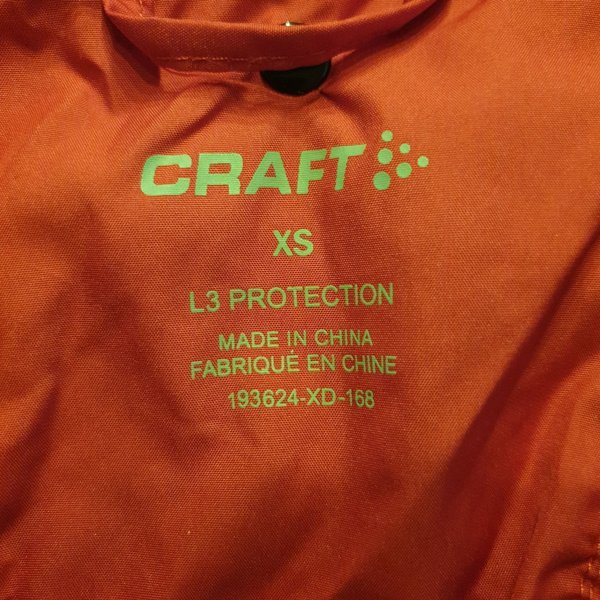 CRAFT
XS
L3 PROTECTION
MADE IN CHINA
FABRIQUÉ EN CHINE
193624-XD-168